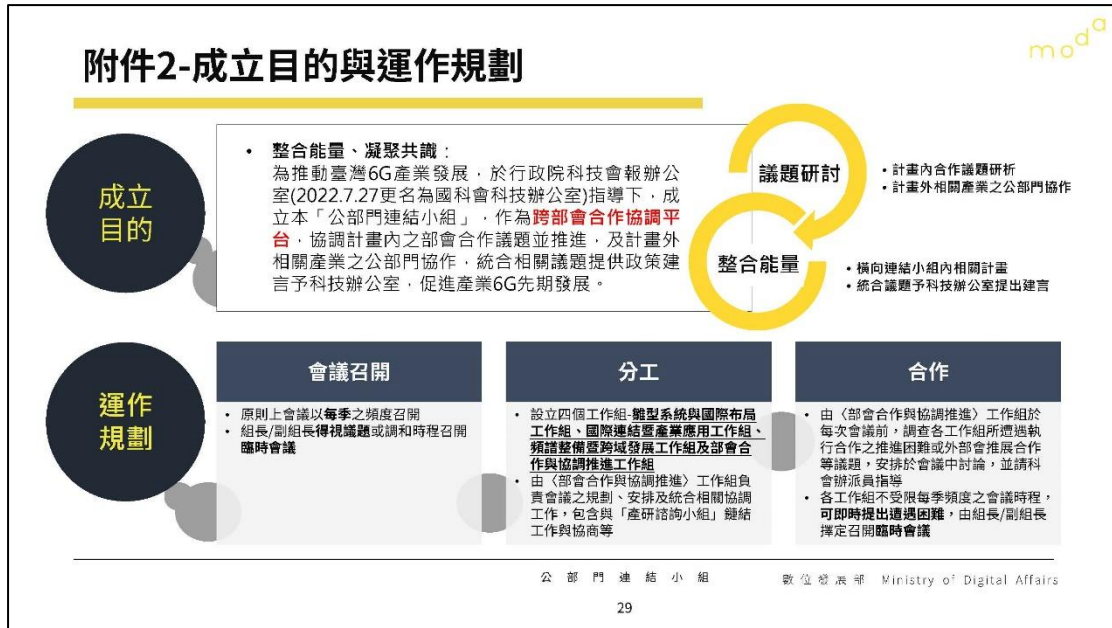 moda
附件2-成立目的與運作規劃
成立
目的
• 整合能量、凝聚共識：
為推動臺灣6G產業發展，於行政院科技會報辦公
室(2022.7.27更名為國科會科技辦公室)指導下，成
立本「公部門連結小組」，作為跨部會合作協調平
台，協調計畫內之部會合作議題並推進，及計畫外
相關產業之公部門協作，統合相關議題提供政策建
言予科技辦公室，促進產業6G先期發展。
議題研討
• 計畫內合作議題研析
• 計畫外相關產業之公部門協作
整合能量
• 橫向連結小組內相關計畫
• 統合議題予科技辦公室提出建言
運作
規劃
會議召開
• 原則上會議以每季之頻度召開
• 組長/副組長得視議題或調和時程召開
臨時會議
分工
• 設立四個工作組-雛型系統與國際布局
工作組、國際連結暨產業應用工作組、
頻譜整備暨跨域發展工作組及部會合
作與協調推進工作組
• 由〈部會合作與協調推進〉工作組負
責會議之規劃、安排及統合相關協調
工作，包含與「產研諮詢小組」鏈結
工作與協商等
合作
• 由〈部會合作與協調推進〉工作組於
每次會議前，調查各工作組所遭遇執
行合作之推進困難或外部會推展合作
等議題，安排於會議中討論，並請科
會辦派員指導
• 各工作組不受限每季頻度之會議時程，
可即時提出遭遇困難，由組長/副組長
擇定召開臨時會議
公部門連結小組
數位發展部 Ministry of Digital Affairs
29